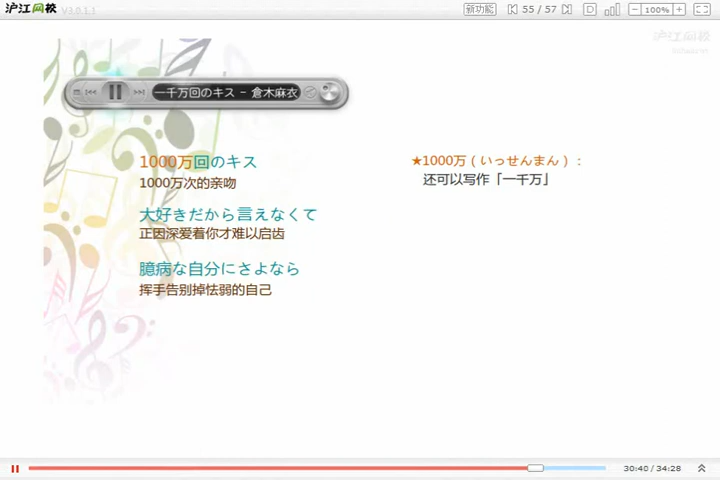 沪江网校 V3.0.1.1
新功能 55 / 57 D 100%
沪江网校
一千万回のキス - 倉木麻衣
1000万回のキス
1000万次的亲吻
★1000万（いっせんまん）：
还可以写作「一千万」
大好きだから言えなくて
正因深爱着你才难以启齿
臆病な自分にさよなら
挥手告别掉怯弱的自己
30:40 / 34:28